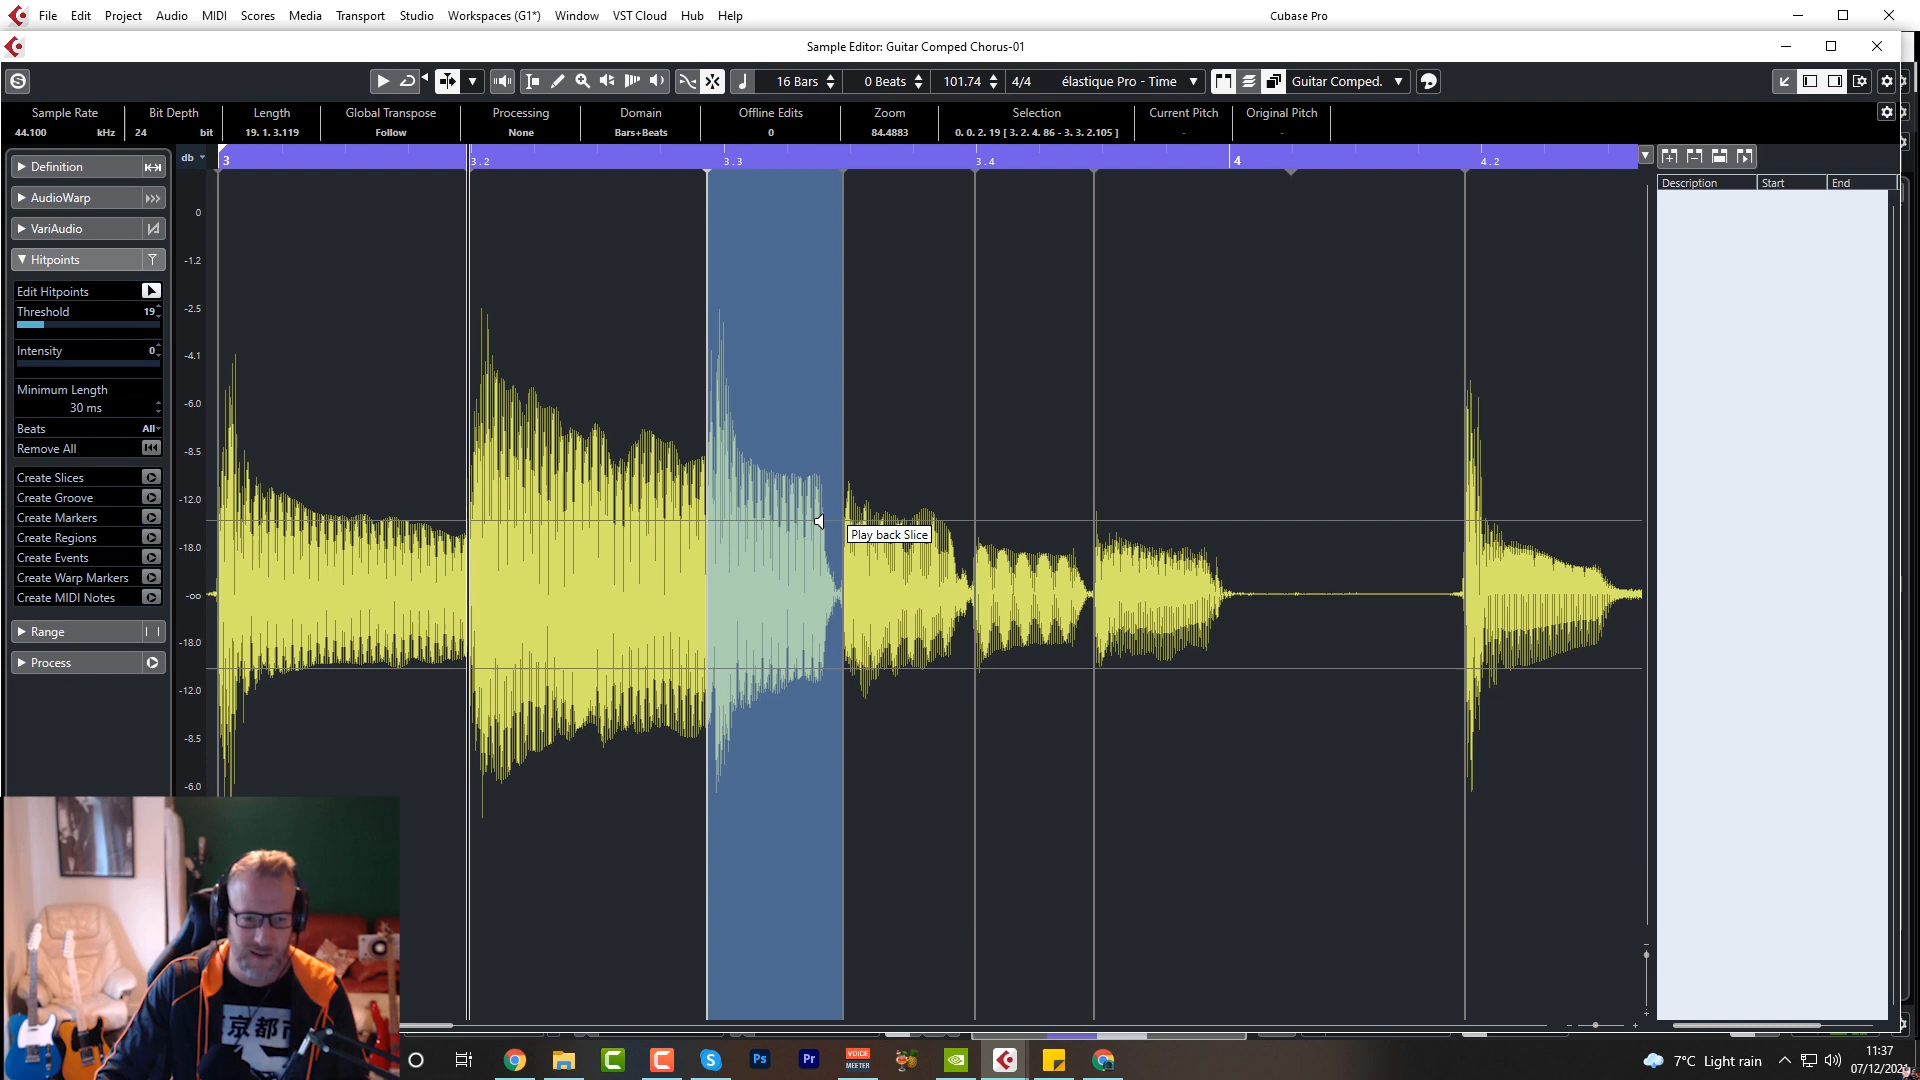 File Edit Project Audio MIDI Scores Media Transport Studio Workspaces (G1*) Window VST Cloud Hub Help Cubase Pro
Sample Editor: Guitar Comped Chorus-01
16 Bars 0 Beats 101.74 4/4 élastique Pro - Time Guitar Comped.
Sample Rate Bit Depth Length Global Transpose Processing Domain Offline Edits Zoom Selection Current Pitch Original Pitch
44.100 kHz 24 bit 19. 1. 3.119 Follow None Bars+Beats 0 84.4883 0. 0. 2. 19 [ 3. 2. 4. 86 - 3. 3. 2.105 ] - -
db 3 3.2 3.3 3.4 4 4.2
Description Start End
Definition
AudioWarp
VariAudio
Hitpoints
Edit Hitpoints
Threshold 19
Intensity 0
Minimum Length
30 ms
Beats All
Remove All
Create Slices
Create Groove
Create Markers
Create Regions
Create Events
Create Warp Markers
Create MIDI Notes
Range
Process
0
-1.2
-2.5
-4.1
-6.0
-8.5
-12.0
-18.0
-oo
-18.0
-12.0
-8.5
-6.0
Play back Slice
京都市
Ps Pr VOICE MEETER
7°C Light rain
11:37